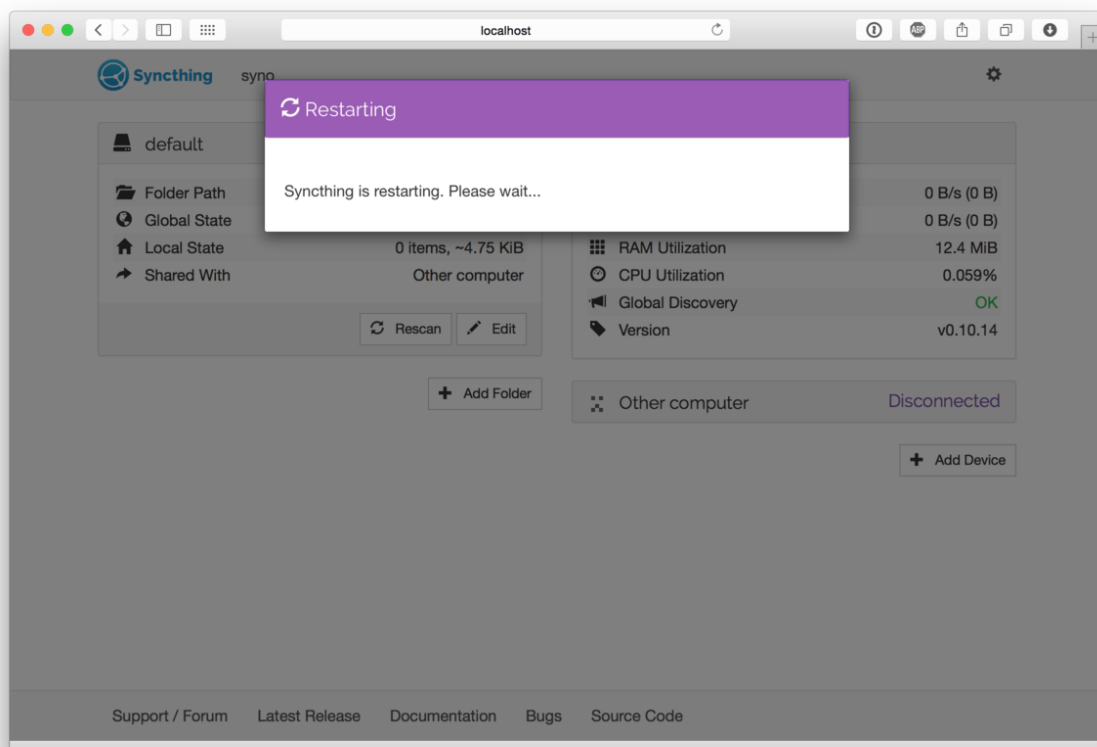 localhost
ABP
Syncthing syno
Restarting
Syncthing is restarting. Please wait...
default
Folder Path
Global State
Local State 0 items, ~4.75 KiB
Shared With Other computer
Rescan Edit
Add Folder
0 B/s (0 B)
0 B/s (0 B)
RAM Utilization 12.4 MiB
CPU Utilization 0.059%
Global Discovery OK
Version v0.10.14
Other computer Disconnected
Add Device
Support / Forum Latest Release Documentation Bugs Source Code